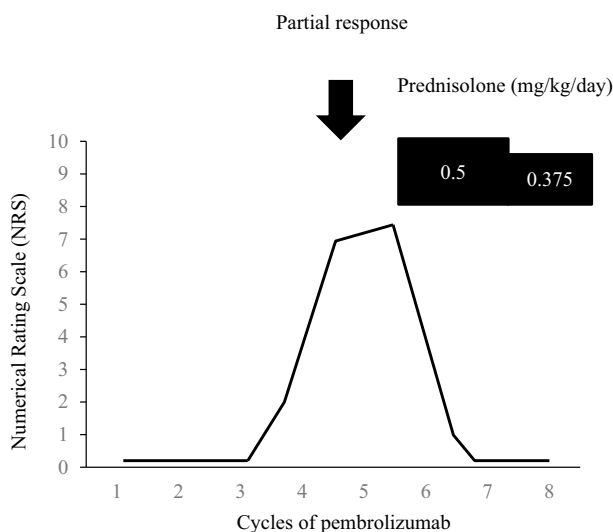 Partial response
Prednisolone (mg/kg/day)
0.5
0.375
Numerical Rating Scale (NRS)
10
9
8
7
6
5
4
3
2
1
0
1 2 3 4 5 6 7 8
Cycles of pembrolizumab